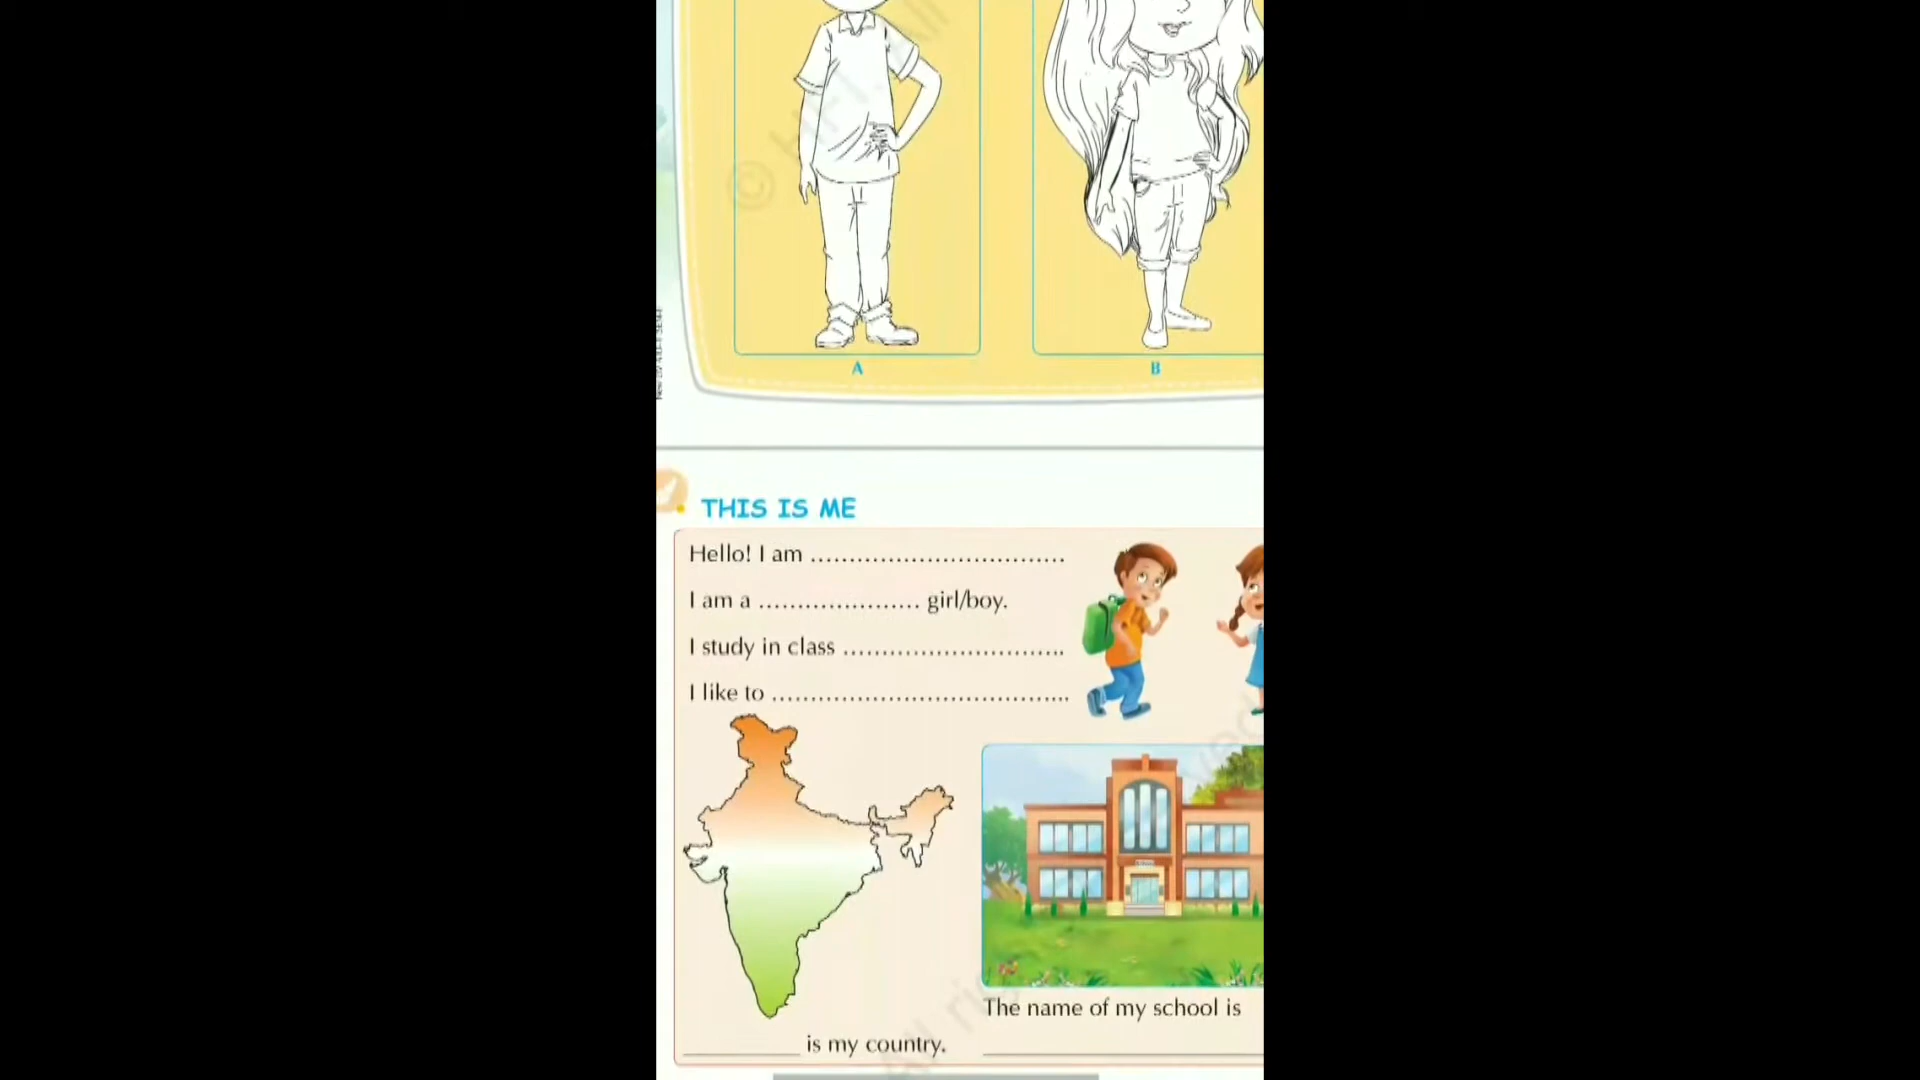 A
B
THIS IS ME
Hello! I am ...................................
I am a ..................... girl/boy.
I study in class .............................
I like to .......................................
The name of my school is
__________ is my country.